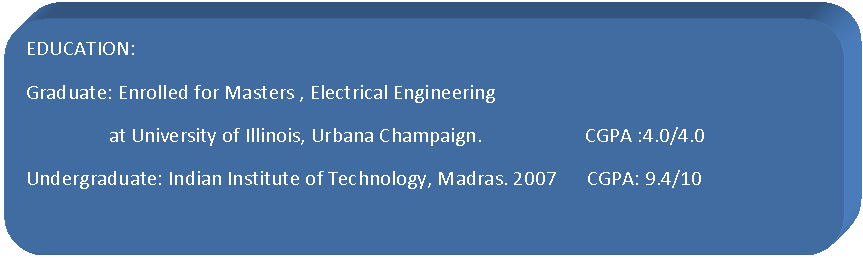 EDUCATION:
Graduate: Enrolled for Masters , Electrical Engineering
at University of Illinois, Urbana Champaign. CGPA :4.0/4.0
Undergraduate: Indian Institute of Technology, Madras. 2007 CGPA: 9.4/10